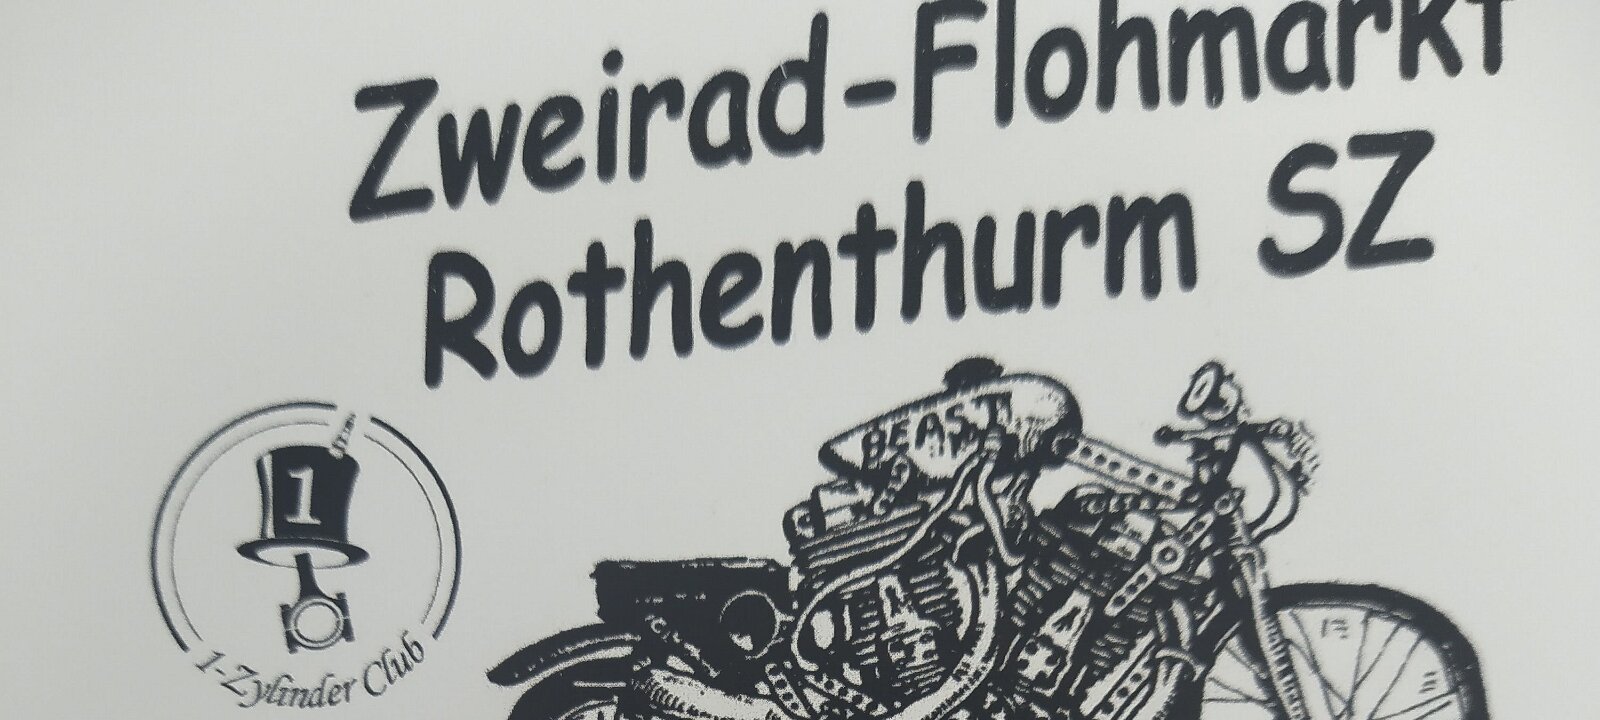 Zweirad-Flohmarkt
Rothenthurm SZ
BEAST
1
1-Zylinder Club